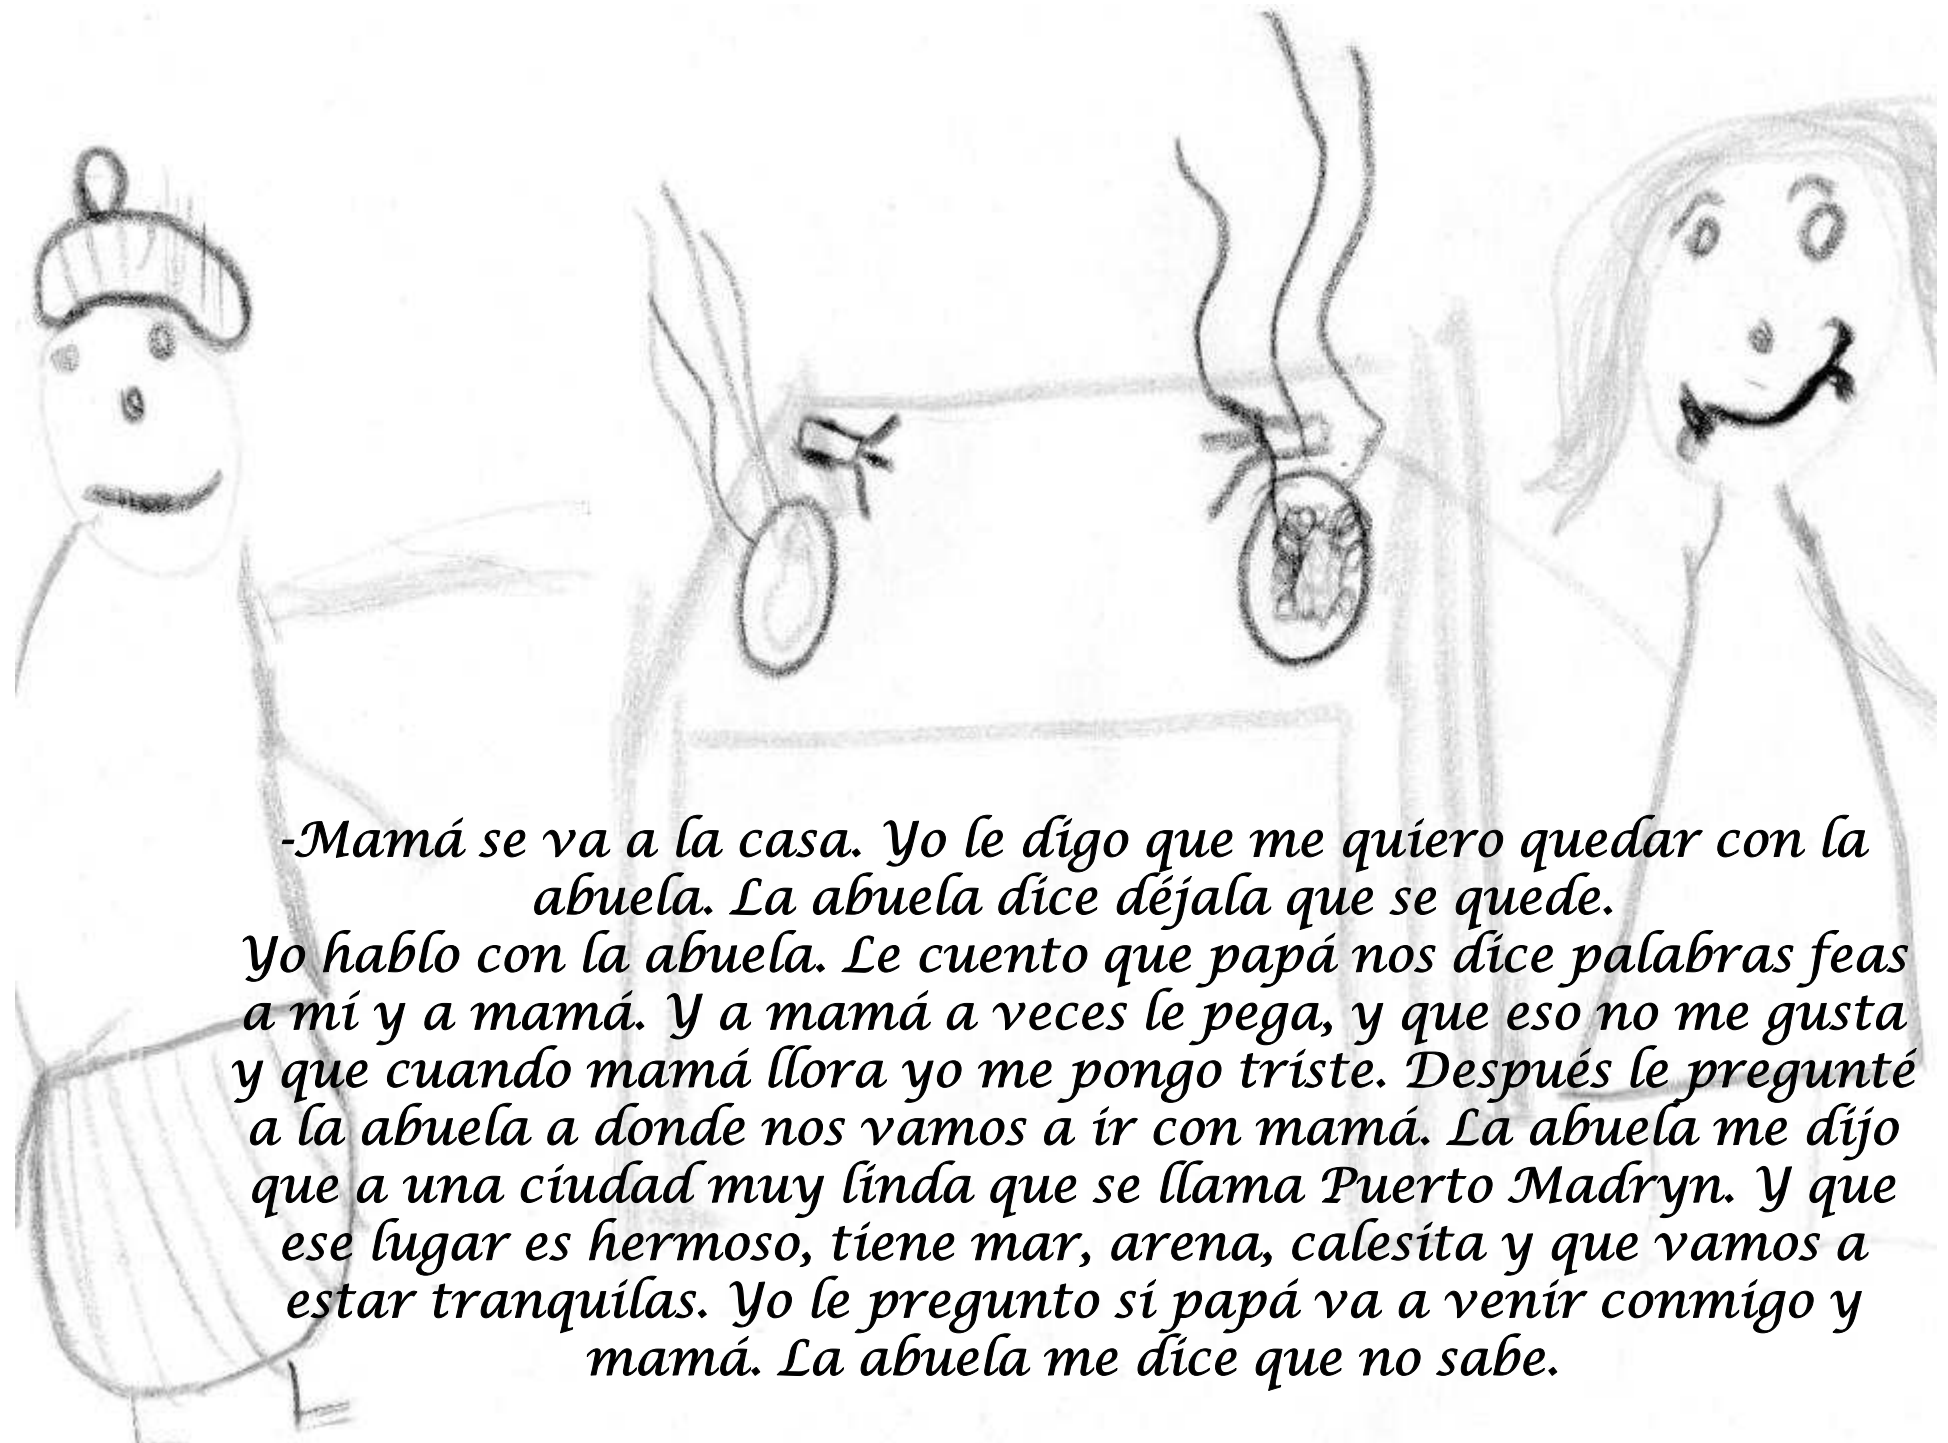 -Mamá se va a la casa. Yo le digo que me quiero quedar con la
abuela. La abuela dice déjala que se quede.
Yo hablo con la abuela. Le cuento que papá nos dice palabras feas
a mí y a mamá. Y a mamá a veces le pega, y que eso no me gusta
y que cuando mamá llora yo me pongo triste. Después le pregunté
a la abuela a donde nos vamos a ir con mamá. La abuela me dijo
que a una ciudad muy linda que se llama Puerto Madryn. Y que
ese lugar es hermoso, tiene mar, arena, calesita y que vamos a
estar tranquilas. Yo le pregunto si papá va a venir conmigo y
mamá. La abuela me dice que no sabe.